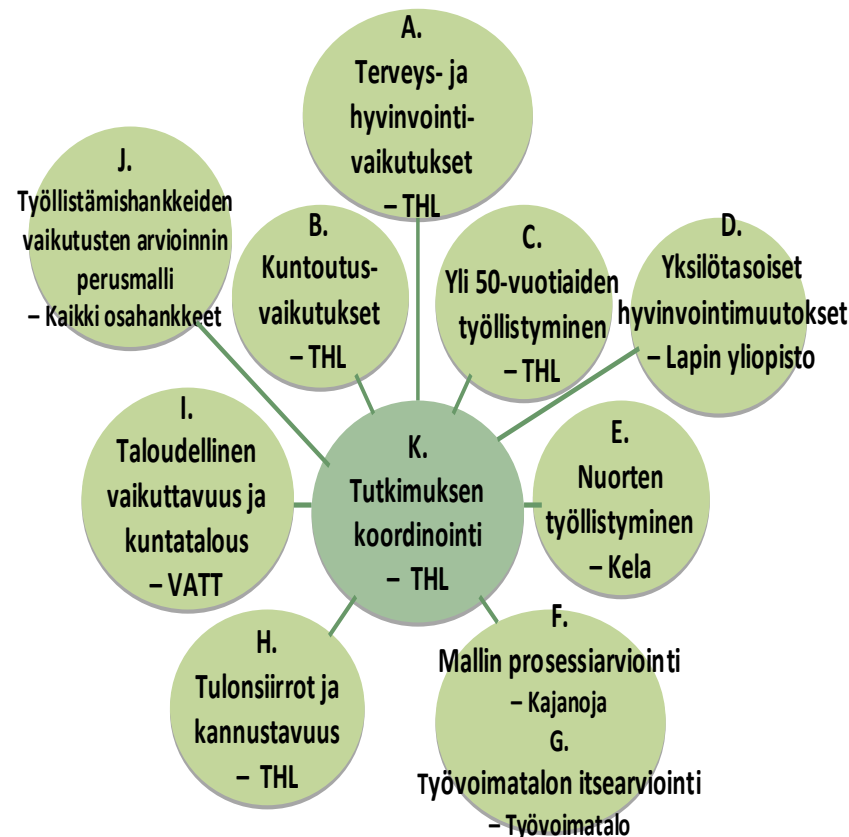 A.
Terveys- ja
hyvinvointi-
vaikutukset
– THL
B.
Kuntoutus-
vaikutukset
– THL
C.
Yli 50-vuotiaiden
työllistyminen
– THL
D.
Yksilötasoiset
hyvinvointimuutokset
– Lapin yliopisto
E.
Nuorten
työllistyminen
– Kela
F.
Mallin prosessiarviointi
– Kajanoja
G.
Työvoimatalon itsearviointi
– Työvoimatalo
H.
Tulonsiirrot ja
kannustavuus
– THL
I.
Taloudellinen
vaikuttavuus ja
kuntatalous
– VATT
J.
Työllistämishankkeiden
vaikutusten arvioinnin
perusmalli
– Kaikki osahankkeet
K.
Tutkimuksen
koordinointi
– THL